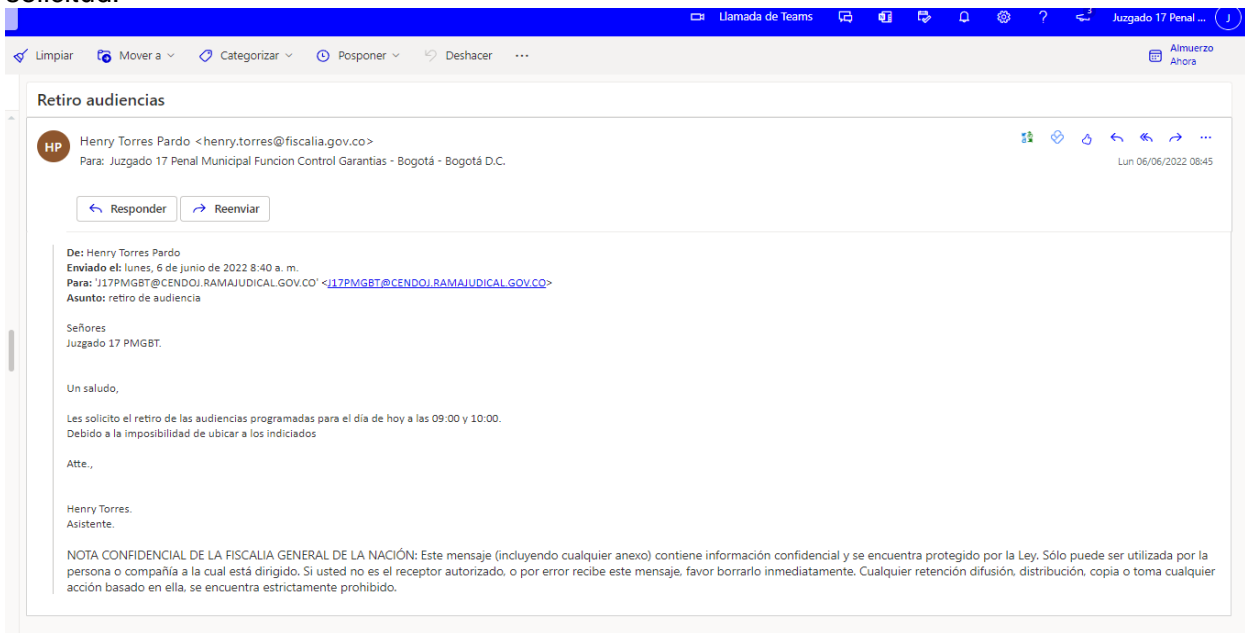 Llamada de Teams 3 Juzgado 17 Penal ... J
Limpiar Mover a Categorizar Posponer Deshacer ... Almuerzo
Ahora
Retiro audiencias
HP Henry Torres Pardo <henry.torres@fiscalia.gov.co>
Para: Juzgado 17 Penal Municipal Funcion Control Garantias - Bogotá - Bogotá D.C.
Lun 06/06/2022 08:45
Responder Reenviar
De: Henry Torres Pardo
Enviado el: lunes, 6 de junio de 2022 8:40 a. m.
Para: 'J17PMGBT@CENDOJ.RAMAJUDICAL.GOV.CO' <J17PMGBT@CENDOJ.RAMAJUDICAL.GOV.CO>
Asunto: retiro de audiencia
Señores
Juzgado 17 PMGBT.
Un saludo,
Les solicito el retiro de las audiencias programadas para el día de hoy a las 09:00 y 10:00.
Debido a la imposibilidad de ubicar a los indiciados
Atte.,
Henry Torres.
Asistente.
NOTA CONFIDENCIAL DE LA FISCALIA GENERAL DE LA NACIÓN: Este mensaje (incluyendo cualquier anexo) contiene información confidencial y se encuentra protegido por la Ley. Sólo puede ser utilizada por la
persona o compañía a la cual está dirigido. Si usted no es el receptor autorizado, o por error recibe este mensaje, favor borrarlo inmediatamente. Cualquier retención difusión, distribución, copia o toma cualquier
acción basado en ella, se encuentra estrictamente prohibido.